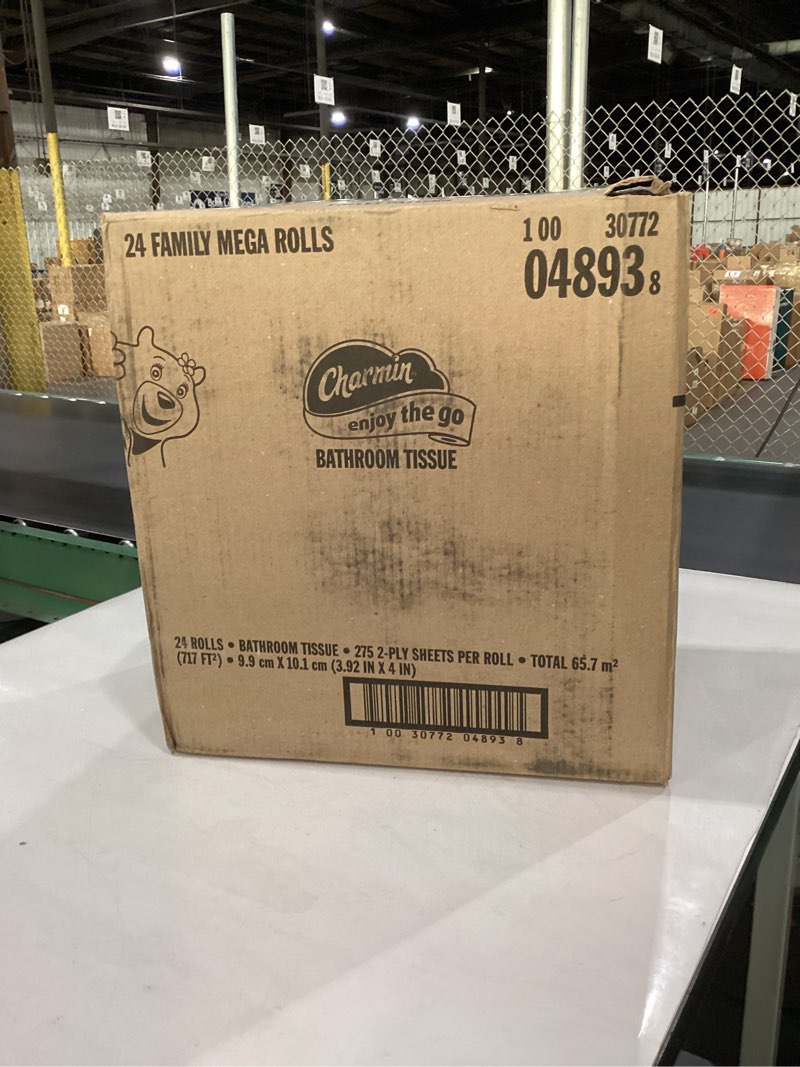 24 FAMILY MEGA ROLLS
1 00 30772
04893 8
Charmin
enjoy the go
BATHROOM TISSUE
24 ROLLS • BATHROOM TISSUE • 275 2-PLY SHEETS PER ROLL • TOTAL 65.7 m²
(717 FT²) • 9.9 cm X 10.1 cm (3.92 IN X 4 IN)
1 00 30772 04893 8